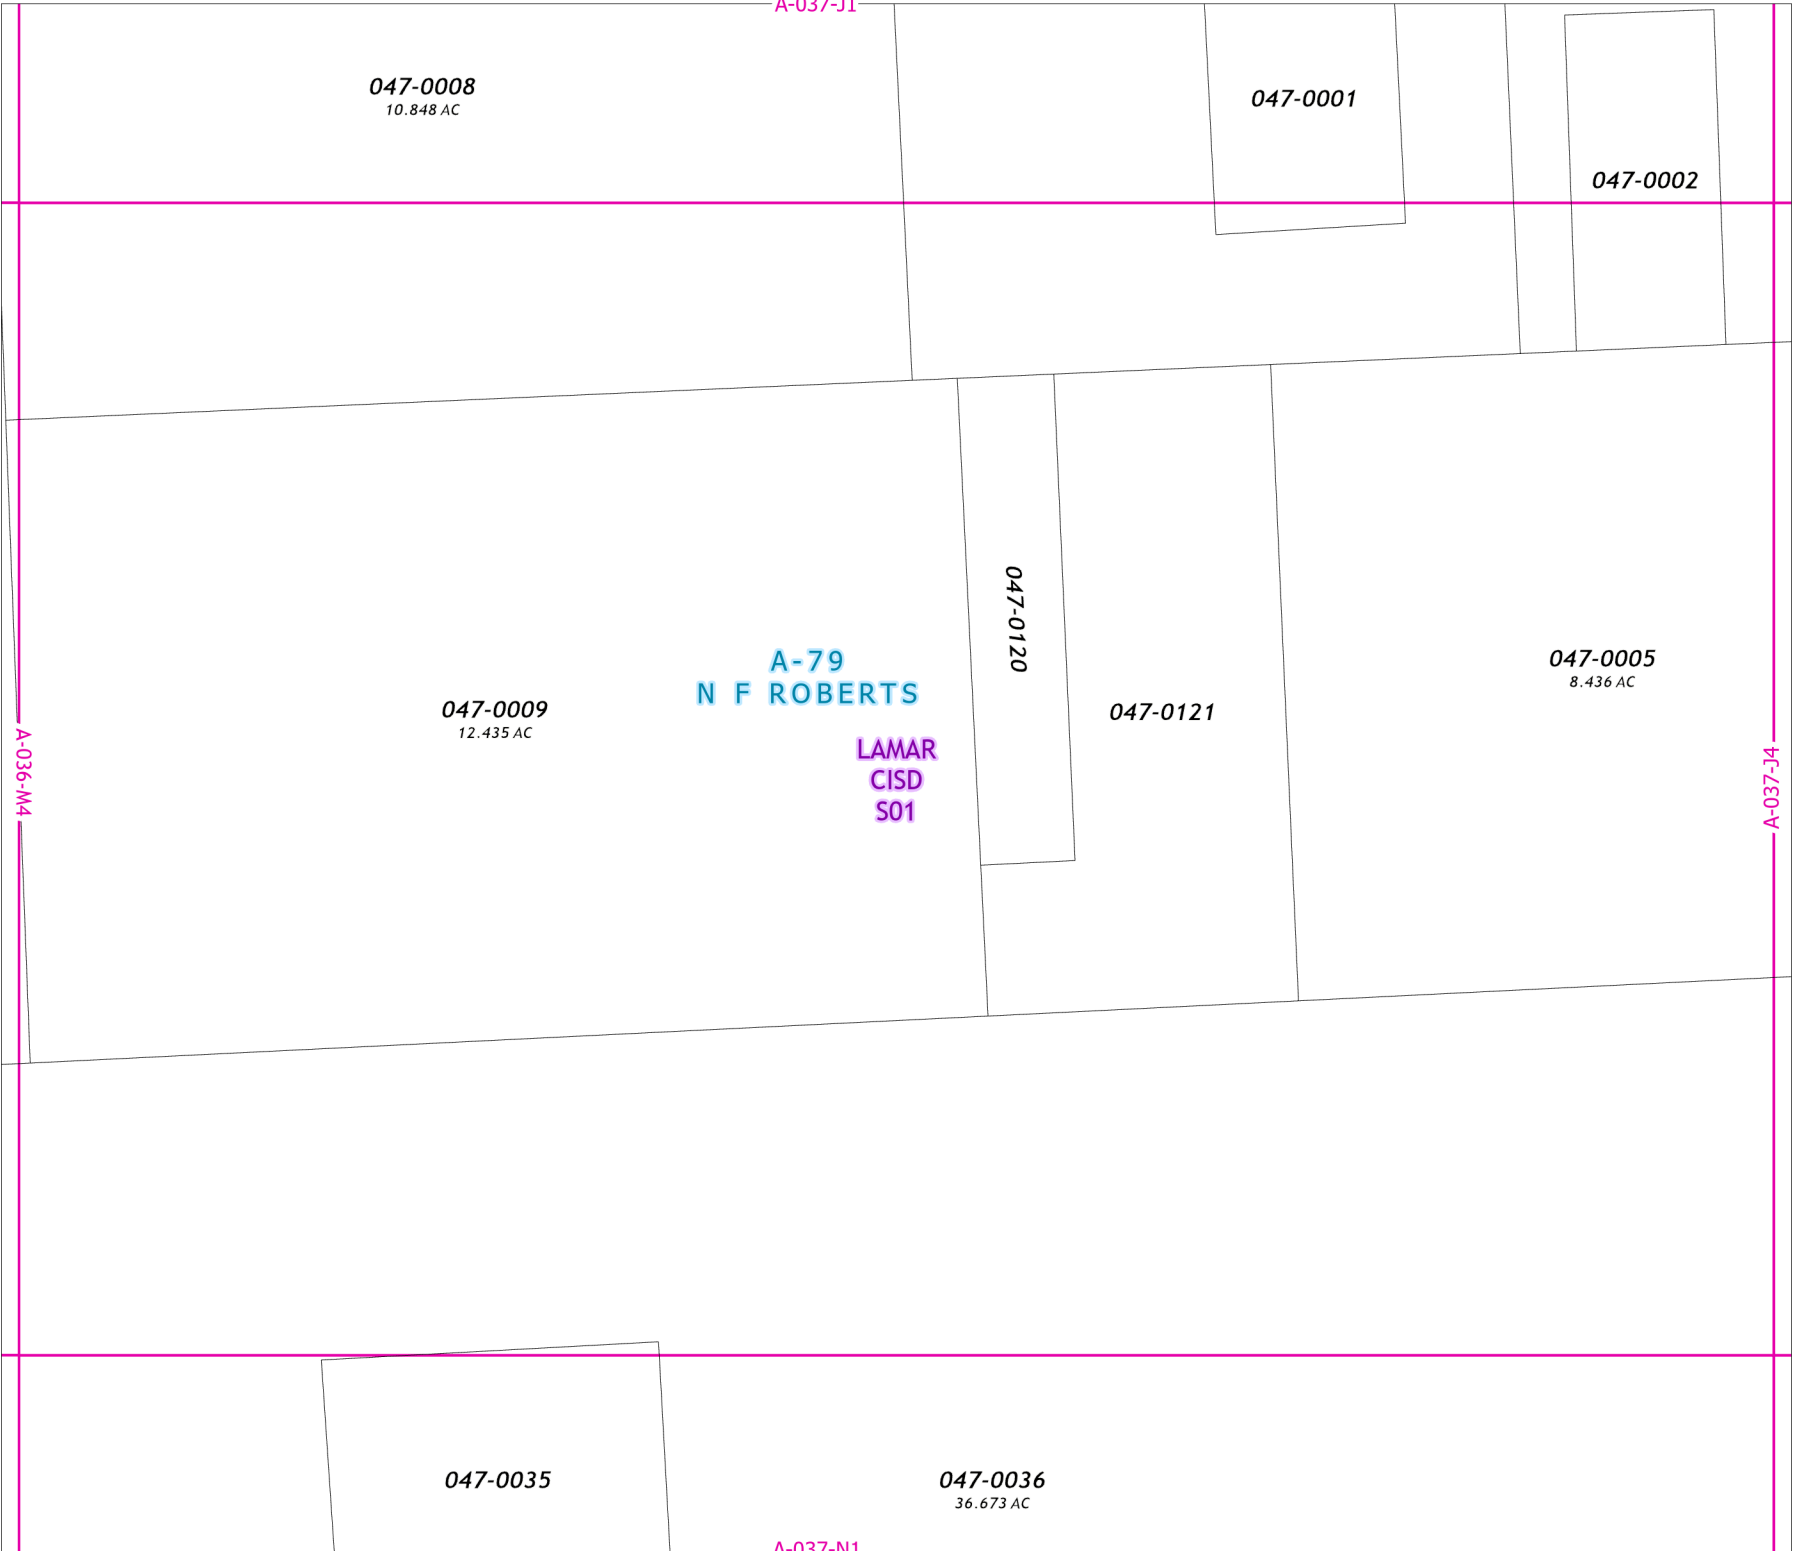 A-037-J1
047-0008
10.848 AC
047-0001
047-0002
047-0120
A-79
N F ROBERTS
047-0005
8.436 AC
047-0009
12.435 AC
047-0121
LAMAR
CISD
S01
A-036-M4
A-037-J4
047-0035
047-0036
36.673 AC
A-037-N1